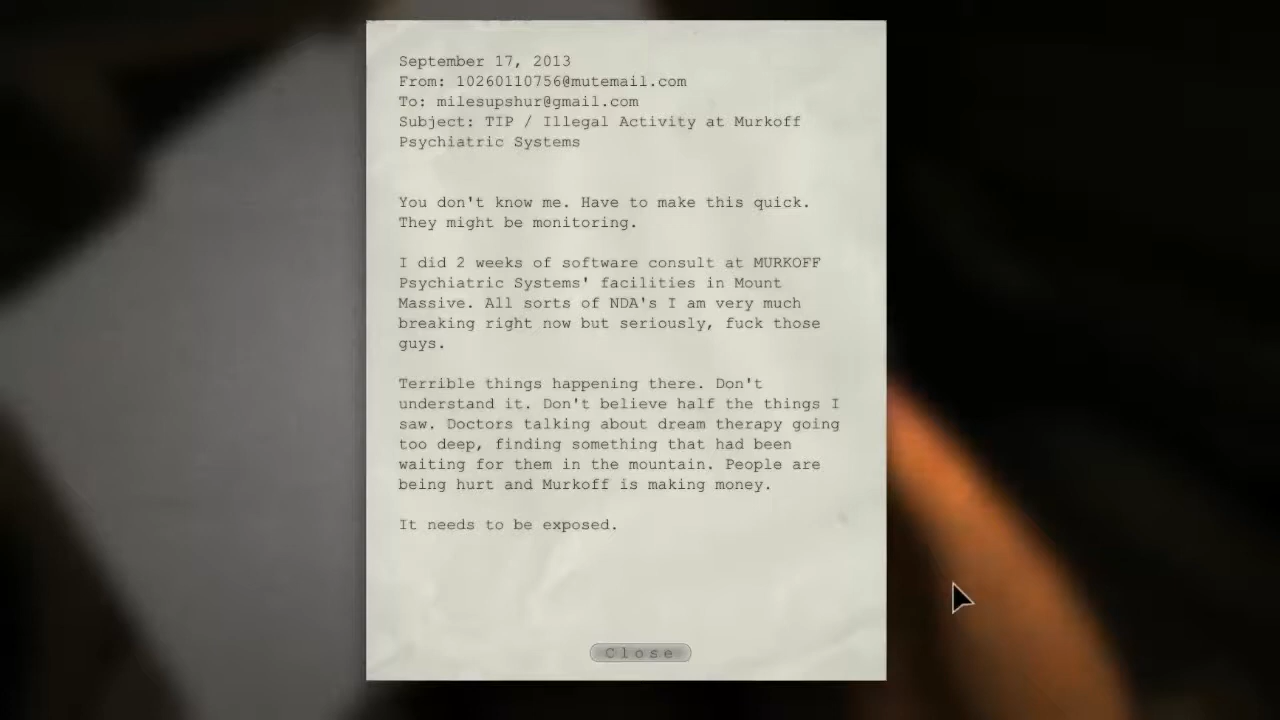 September 17, 2013
From: 10260110756@mutemail.com
To: milesupshur@gmail.com
Subject: TIP / Illegal Activity at Murkoff
Psychiatric Systems
You don't know me. Have to make this quick.
They might be monitoring.
I did 2 weeks of software consult at MURKOFF
Psychiatric Systems' facilities in Mount
Massive. All sorts of NDA's I am very much
breaking right now but seriously, fuck those
guys.
Terrible things happening there. Don't
understand it. Don't believe half the things I
saw. Doctors talking about dream therapy going
too deep, finding something that had been
waiting for them in the mountain. People are
being hurt and Murkoff is making money.
It needs to be exposed.
Close